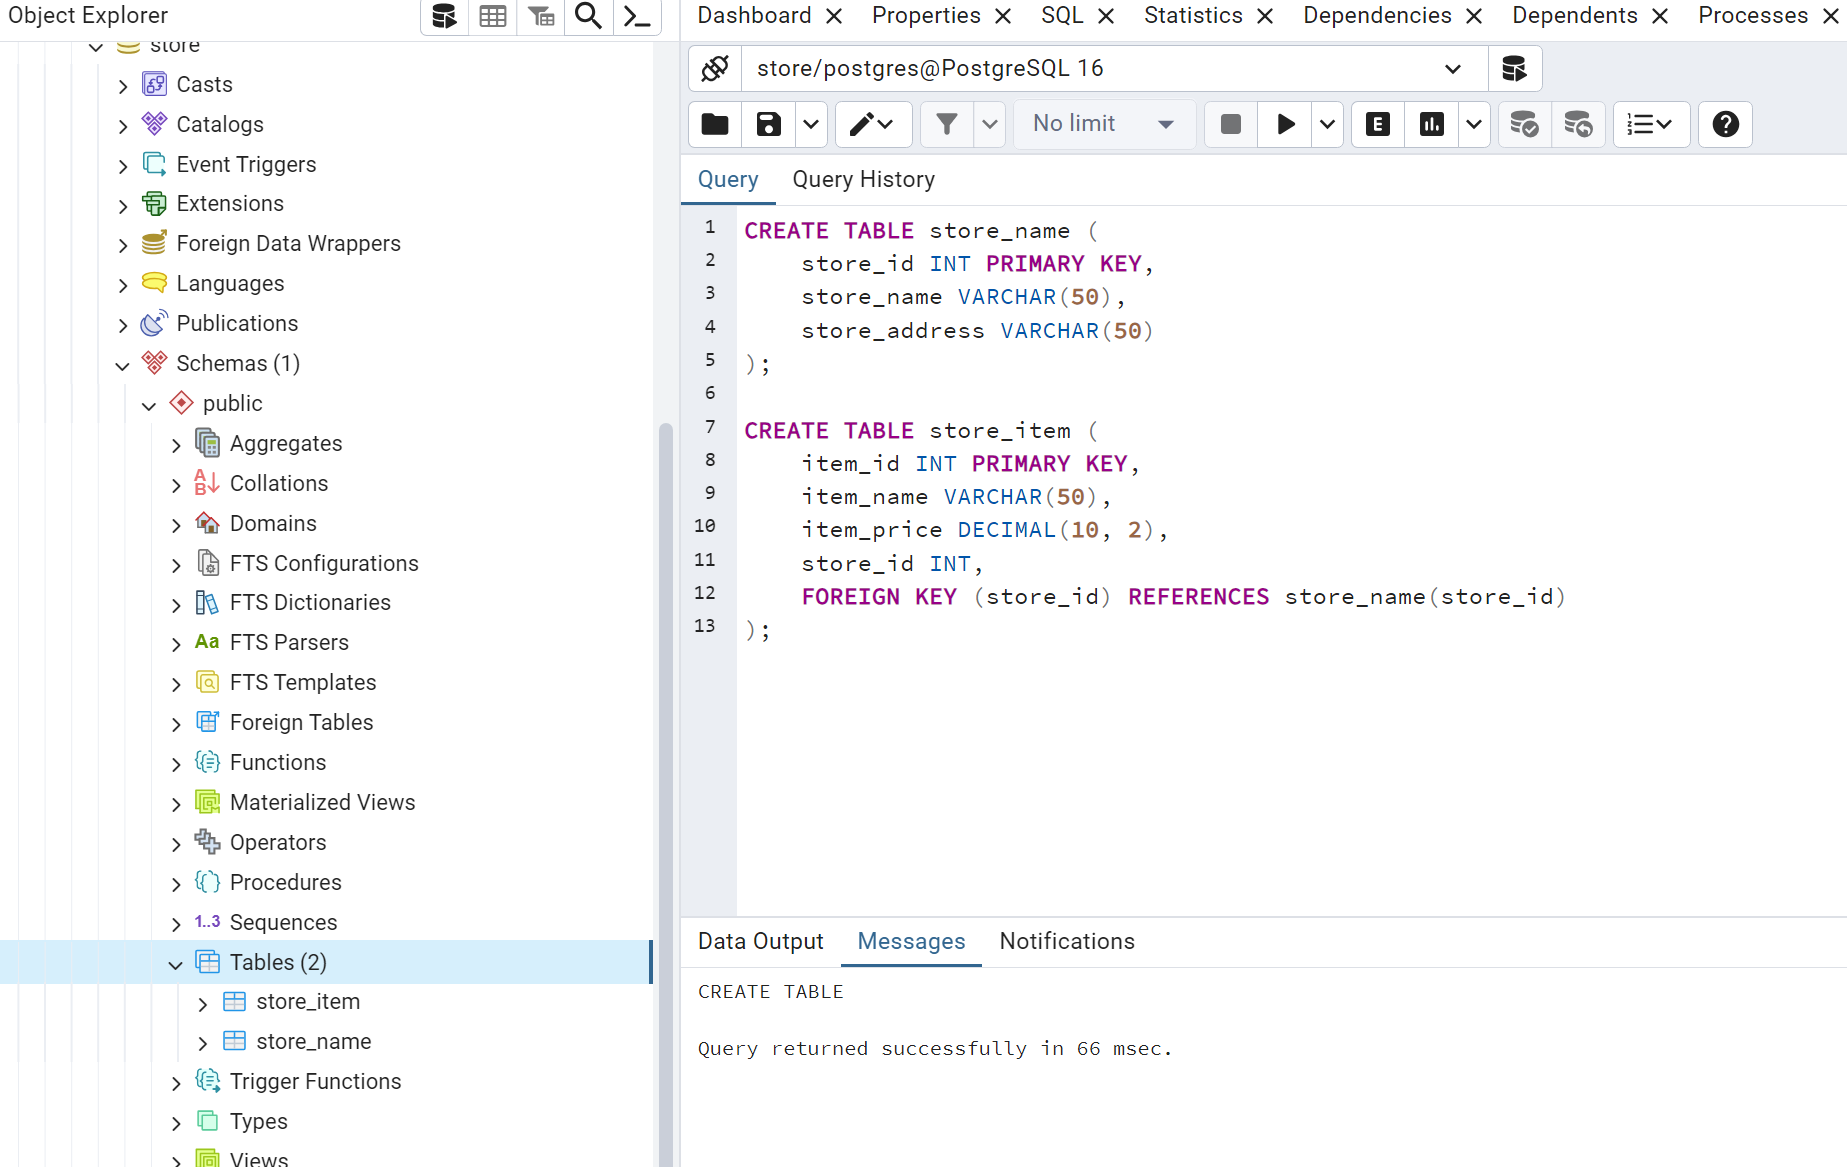 Object Explorer
store
Casts
Catalogs
Event Triggers
Extensions
Foreign Data Wrappers
Languages
Publications
Schemas (1)
public
Aggregates
Collations
Domains
FTS Configurations
FTS Dictionaries
Aa FTS Parsers
FTS Templates
Foreign Tables
Functions
Materialized Views
Operators
Procedures
1..3 Sequences
Tables (2)
store_item
store_name
Trigger Functions
Types
Views
Dashboard Properties SQL Statistics Dependencies Dependents Processes
store/postgres@PostgreSQL 16
No limit E
Query Query History
1 CREATE TABLE store_name (
2 store_id INT PRIMARY KEY,
3 store_name VARCHAR(50),
4 store_address VARCHAR(50)
5 );
6
7 CREATE TABLE store_item (
8 item_id INT PRIMARY KEY,
9 item_name VARCHAR(50),
10 item_price DECIMAL(10, 2),
11 store_id INT,
12 FOREIGN KEY (store_id) REFERENCES store_name(store_id)
13 );
Data Output Messages Notifications
CREATE TABLE
Query returned successfully in 66 msec.